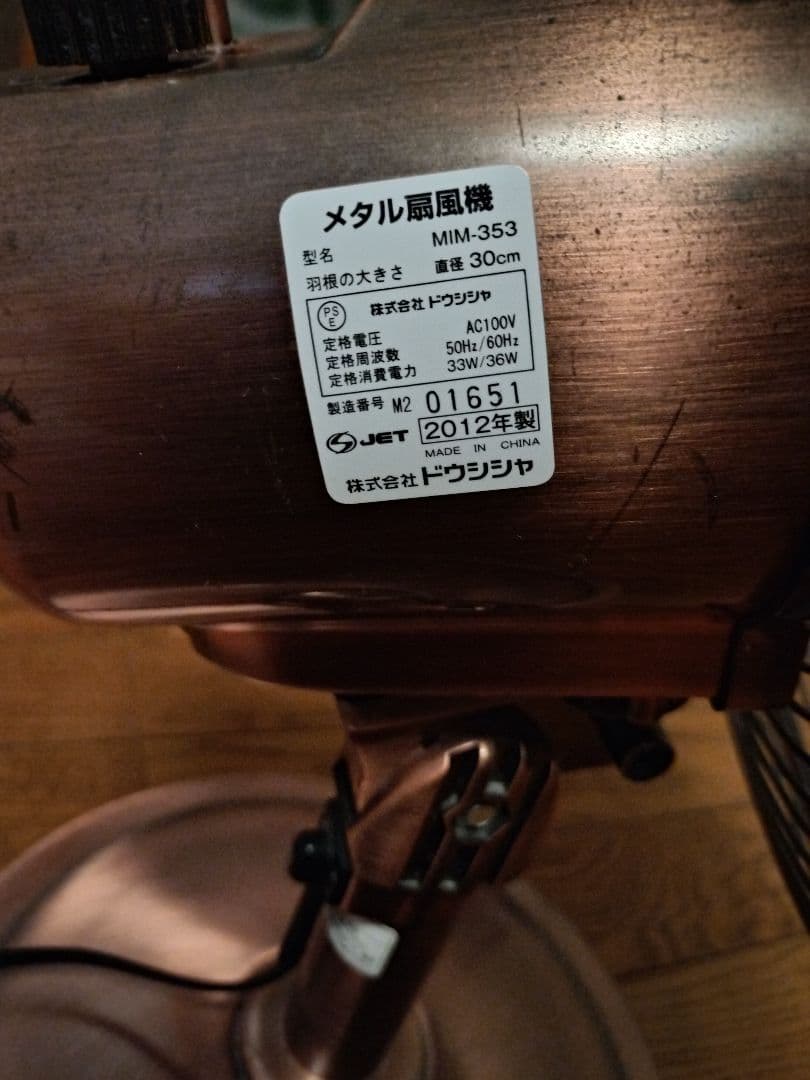 メタル扇風機
型名 MIM-353
羽根の大きさ 直径 30cm
PSE 株式会社 ドウシシャ
定格電圧 AC100V
定格周波数 50Hz/60Hz
定格消費電力 33W/36W
製造番号 M2 01651
JET 2012年製
MADE IN CHINA
株式会社 ドウシシャ